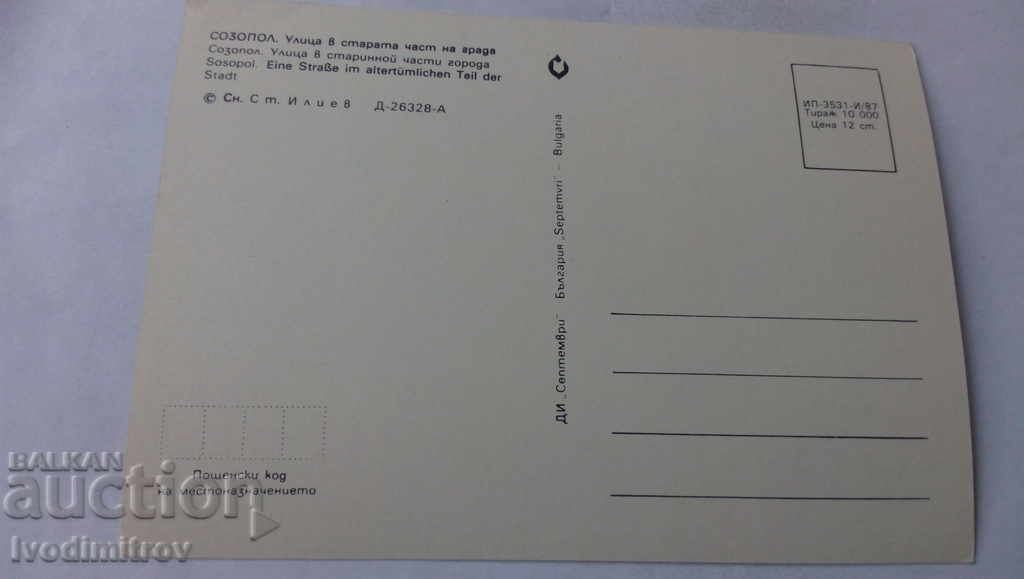 СОЗОПОЛ. Улица в старата част на града
Созопол. Улица в старинной части города
Sosopol. Eine Straße im altertümlichen Teil der
Stadt
© Сн. Ст. Илиев Д-26328-А
ДИ „Септември" България „Septemvri" – Bulgaria
ИП-3531-И/87
Тираж 10 000
Цена 12 ст.
Пощенски код
на местоназначението
BALKAN
auction
Ivodimitrov